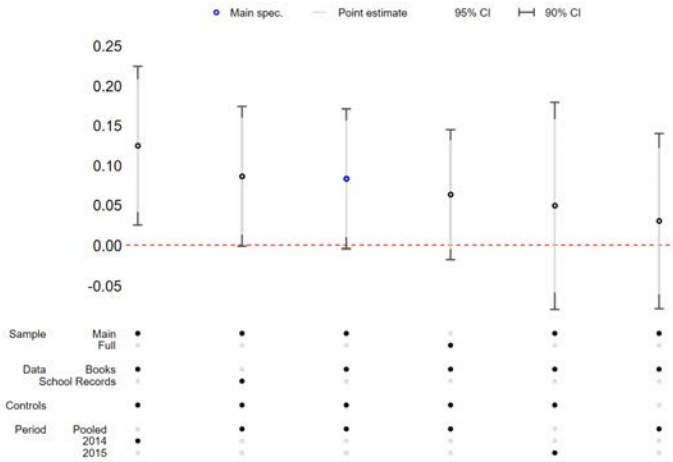 Main spec. Point estimate 95% CI 90% CI
0.25
0.20
0.15
0.10
0.05
0.00
-0.05
Sample Main
Full
Data Books
School Records
Controls
Period Pooled
2014
2015